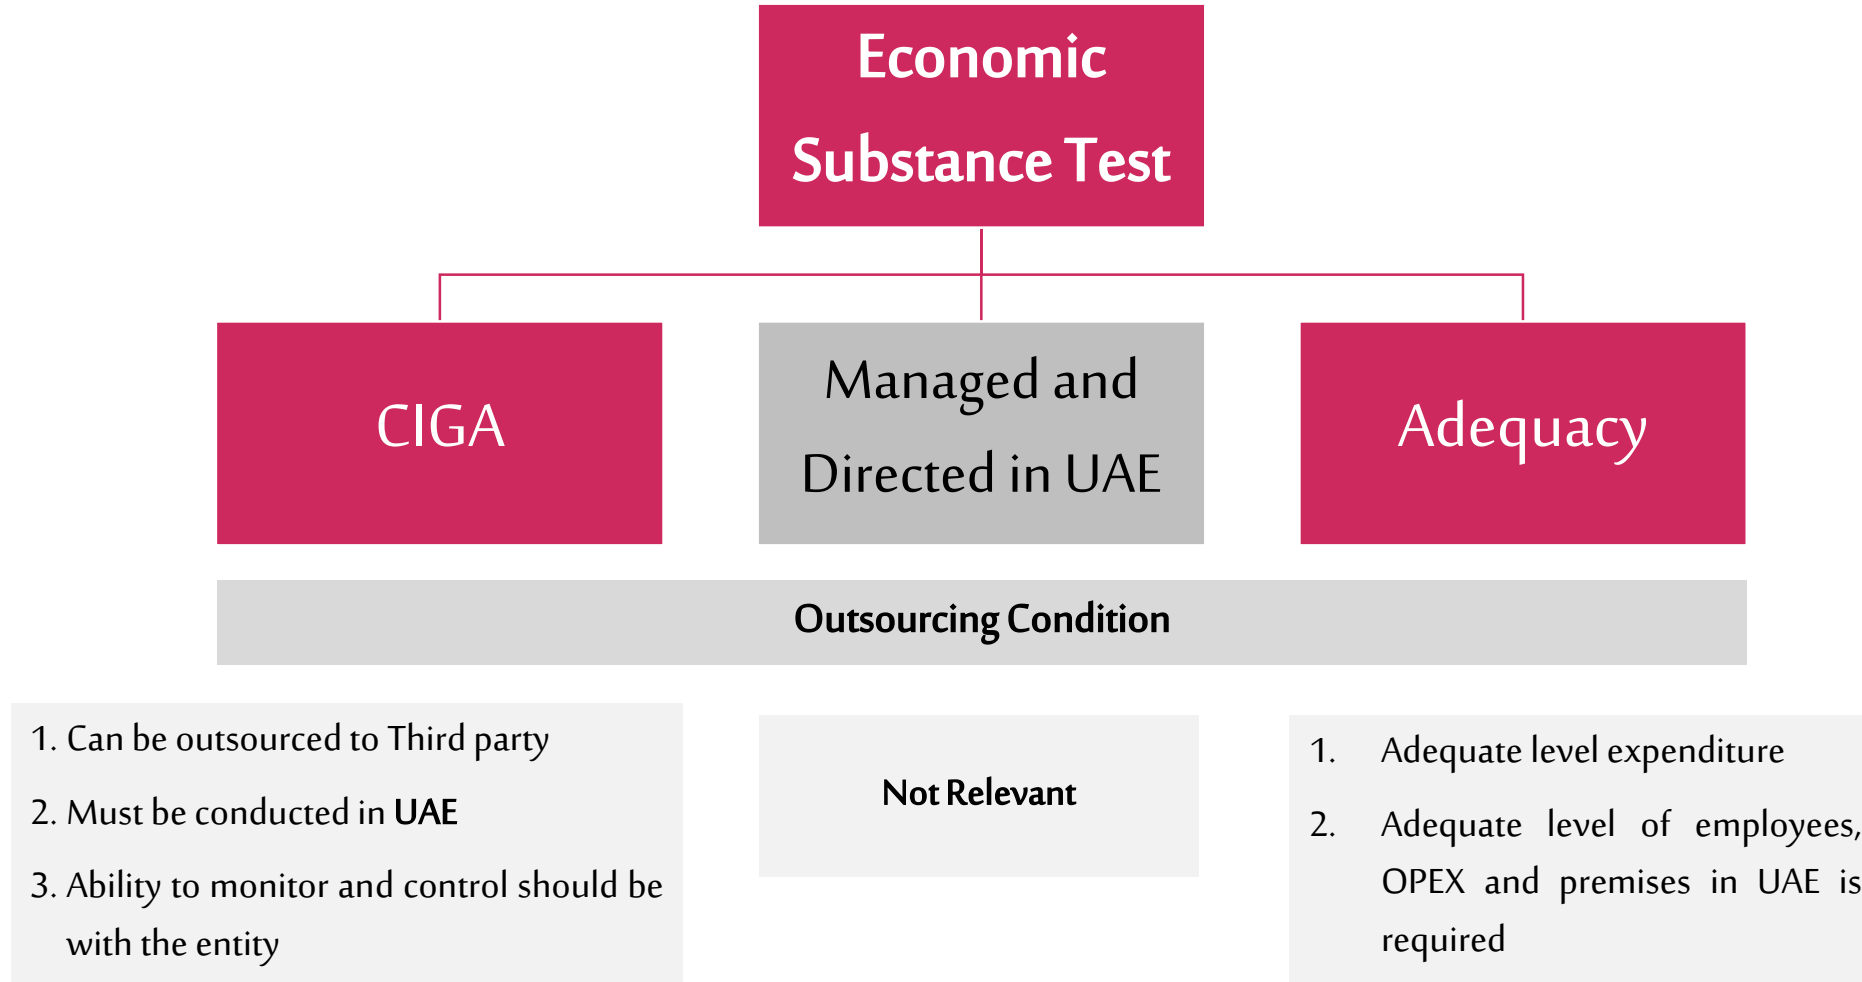 Economic
Substance Test
CIGA
Managed and
Directed in UAE
Adequacy
Outsourcing Condition
1. Can be outsourced to Third party
2. Must be conducted in UAE
3. Ability to monitor and control should be
with the entity
Not Relevant
1. Adequate level expenditure
2. Adequate level of employees,
OPEX and premises in UAE is
required